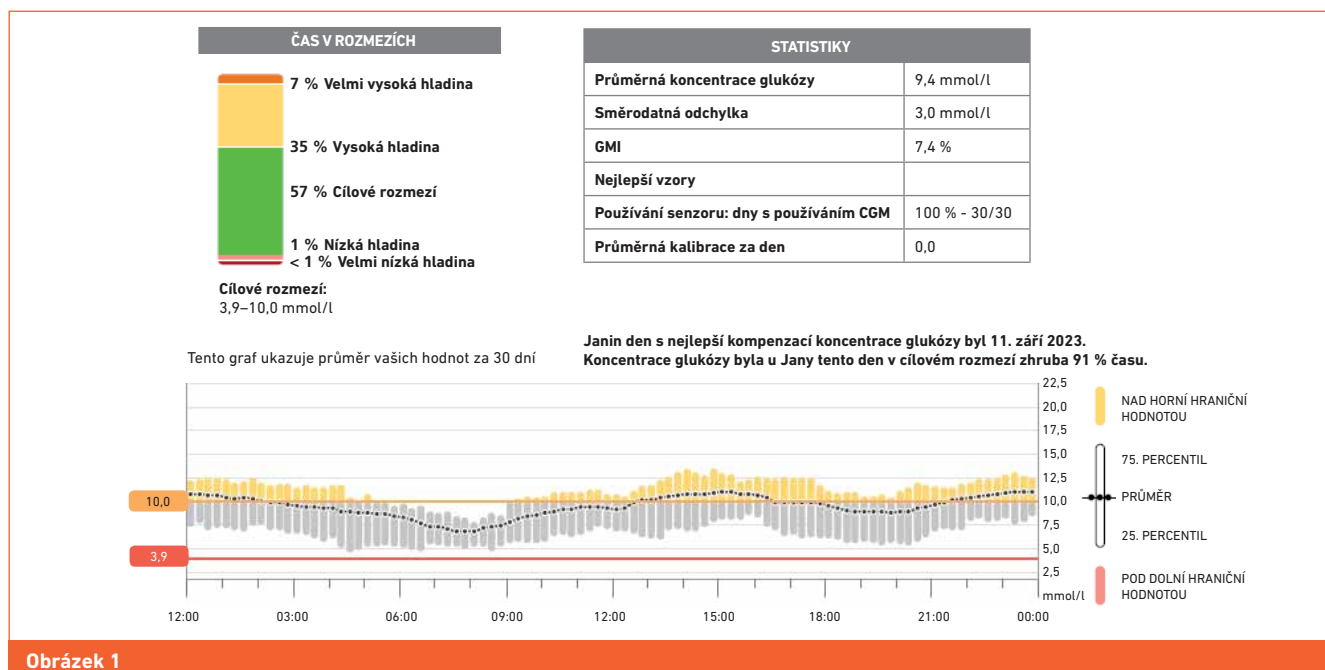 ČAS V ROZMEZÍCH
7 % Velmi vysoká hladina
35 % Vysoká hladina
57 % Cílové rozmezí
1 % Nízká hladina
< 1 % Velmi nízká hladina
Cílové rozmezí:
3,9–10,0 mmol/l
STATISTIKY
Průměrná koncentrace glukózy 9,4 mmol/l
Směrodatná odchylka 3,0 mmol/l
GMI 7,4 %
Nejlepší vzory
Používání senzoru: dny s používáním CGM 100 % - 30/30
Průměrná kalibrace za den 0,0
Tento graf ukazuje průměr vašich hodnot za 30 dní
Janin den s nejlepší kompenzací koncentrace glukózy byl 11. září 2023.
Koncentrace glukózy byla u Jany tento den v cílovém rozmezí zhruba 91 % času.
22,5
20,0
17,5
15,0
12,5
10,0
7,5
5,0
2,5
mmol/l
10,0
3,9
12:00 03:00 06:00 09:00 12:00 15:00 18:00 21:00 00:00
NAD HORNÍ HRANIČNÍ
HODNOTOU
75. PERCENTIL
PRŮMĚR
25. PERCENTIL
POD DOLNÍ HRANIČNÍ
HODNOTOU
Obrázek 1